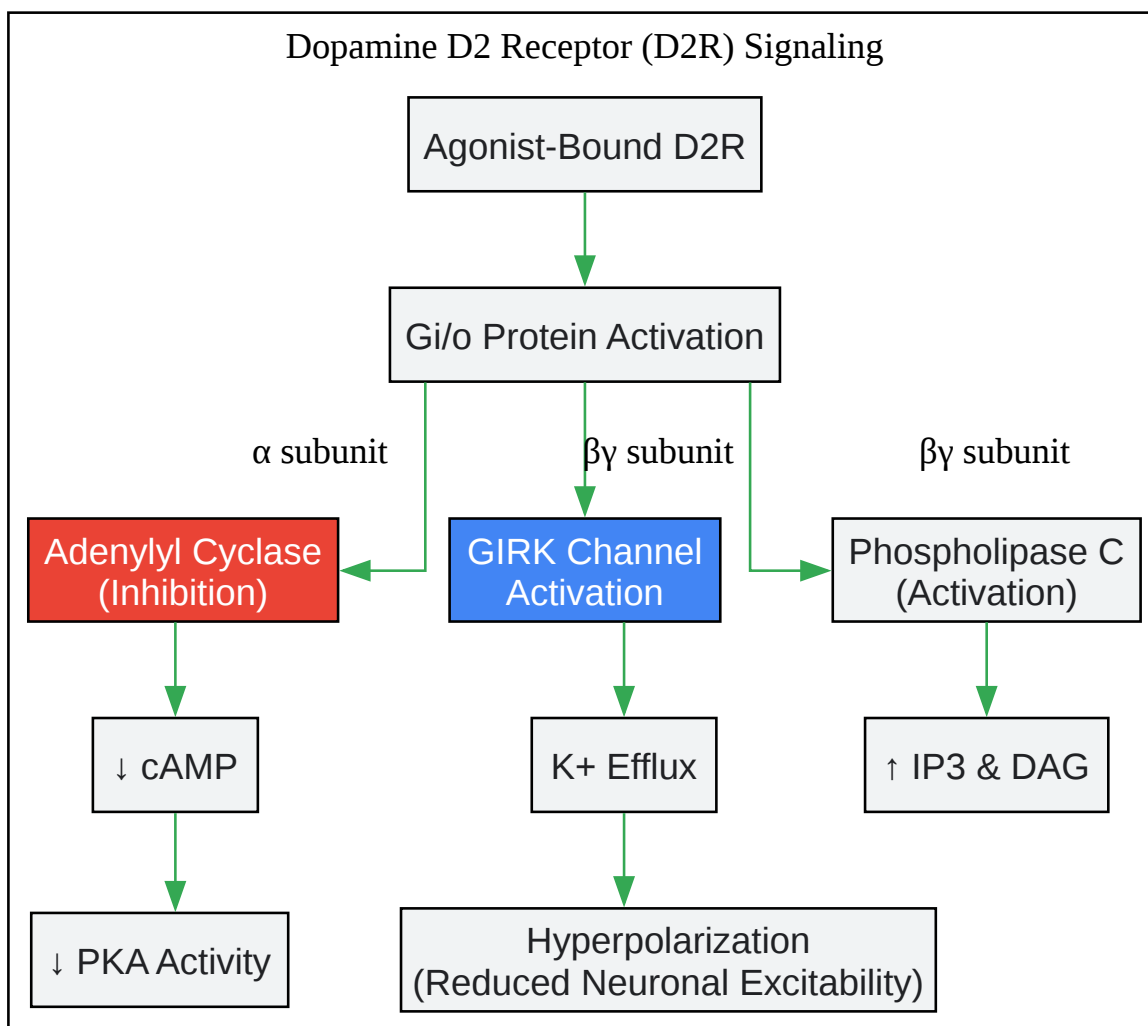 Dopamine D2 Receptor (D2R) Signaling
Agonist-Bound D2R
Gi/o Protein Activation
α subunit
βγ subunit
βγ subunit
Adenylyl Cyclase
(Inhibition)
GIRK Channel
Activation
Phospholipase C
(Activation)
↓ cAMP
K+ Efflux
↑ IP3 & DAG
↓ PKA Activity
Hyperpolarization
(Reduced Neuronal Excitability)